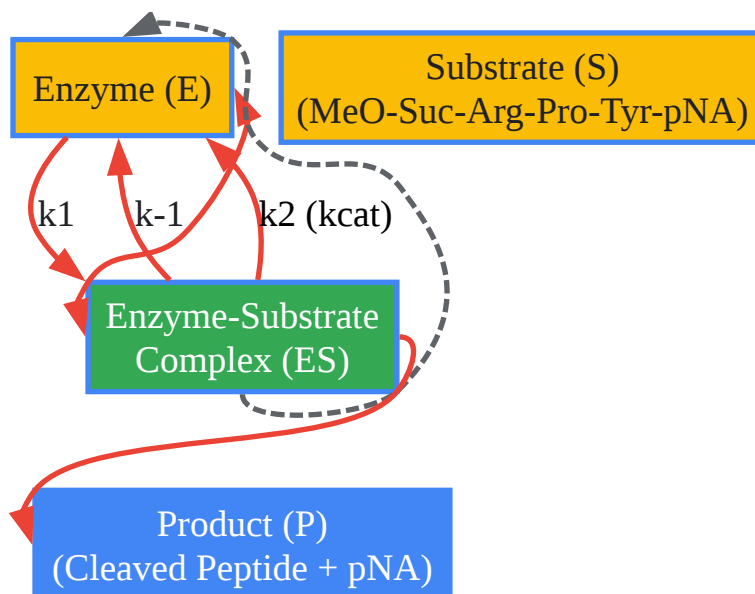 Enzyme (E)
Substrate (S)
(MeO-Suc-Arg-Pro-Tyr-pNA)
k1
k-1
k2 (kcat)
Enzyme-Substrate
Complex (ES)
Product (P)
(Cleaved Peptide + pNA)